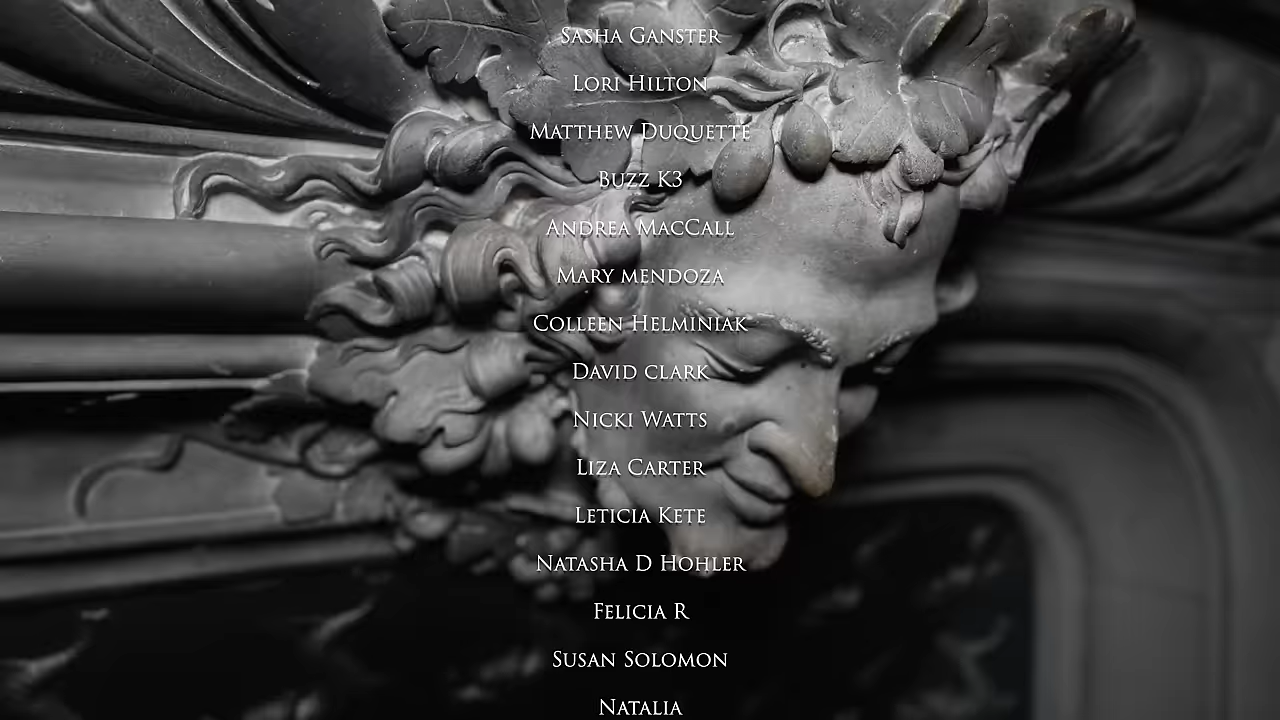 Sasha Ganster
Lori Hilton
Matthew Duquette
Buzz K3
Andrea MacCall
Mary mendoza
Colleen Helminiak
David clark
Nicki Watts
Liza Carter
Leticia Kete
Natasha D Hohler
Felicia R
Susan Solomon
Natalia